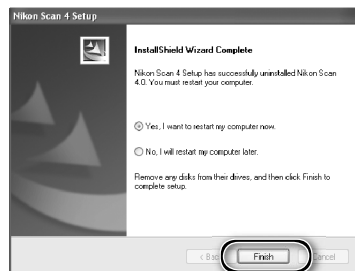 Nikon Scan 4 Setup
InstallShield Wizard Complete
Nikon Scan 4 Setup has successfully uninstalled Nikon Scan
4.0. You must restart your computer.
Yes, I want to restart my computer now.
No, I will restart my computer later.
Remove any disks from their drives, and then click Finish to
complete setup.
Finish